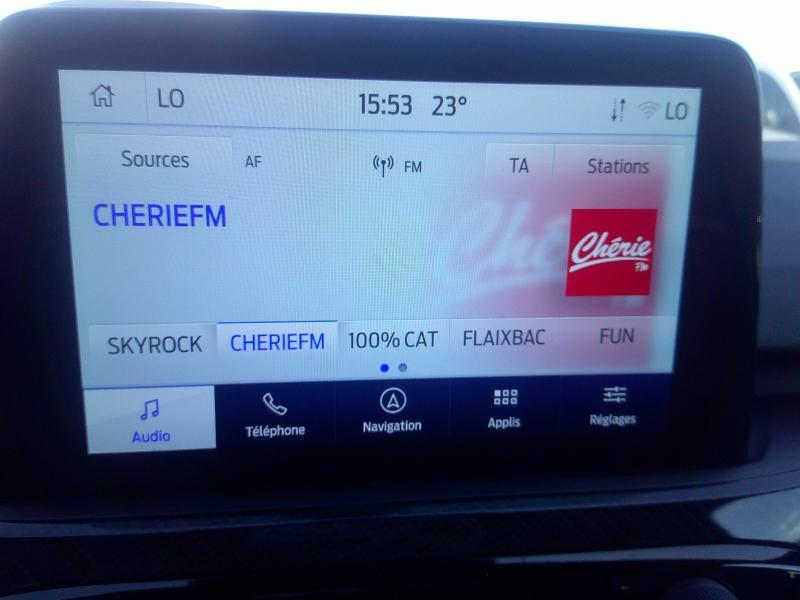 LO 15:53 23° LO
Sources AF FM TA Stations
CHERIEFM
Chérie FM
SKYROCK CHERIEFM 100% CAT FLAIXBAC FUN
Audio Téléphone Navigation Applis Réglages